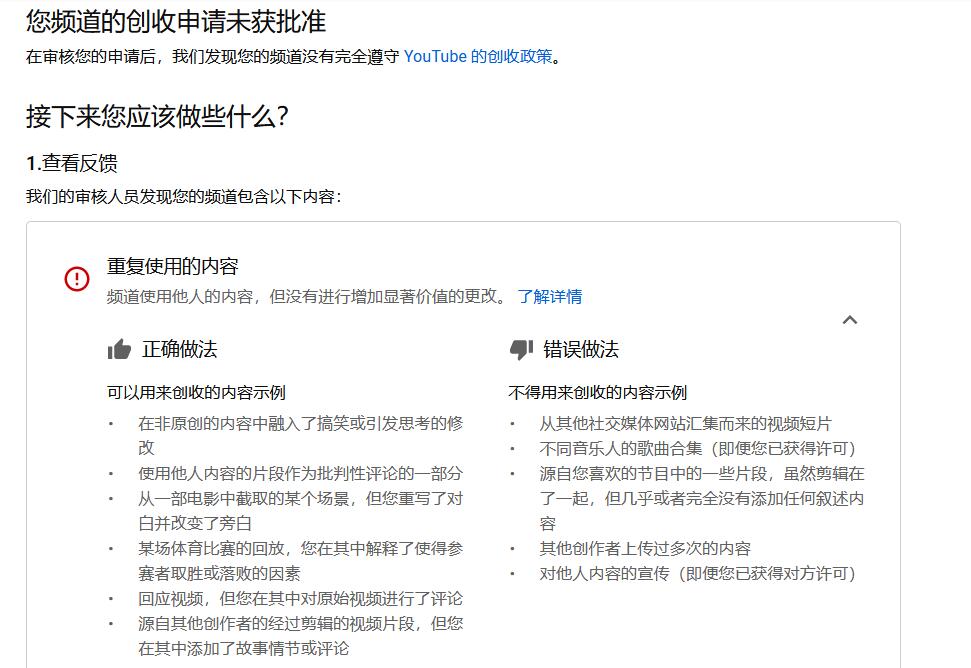 您频道的创收申请未获批准
在审核您的申请后，我们发现您的频道没有完全遵守 YouTube 的创收政策。
接下来您应该做些什么？
1.查看反馈
我们的审核人员发现您的频道包含以下内容：
重复使用的内容
频道使用他人的内容，但没有进行增加显著价值的更改。 了解详情
正确做法
可以用来创收的内容示例
• 在非原创的内容中融入了搞笑或引发思考的修
改
• 使用他人内容的片段作为批判性评论的一部分
• 从一部电影中截取的某个场景，但您重写了对
白并改变了旁白
• 某场体育比赛的回放，您在其中解释了使得参
赛者取胜或落败的因素
• 回应视频，但您在其中对原始视频进行了评论
• 源自其他创作者的经过剪辑的视频片段，但您
在其中添加了故事情节或评论
错误做法
不得用来创收的内容示例
• 从其他社交媒体网站汇集而来的视频短片
• 不同音乐人的歌曲合集（即便您已获得许可）
• 源自您喜欢的节目中的一些片段，虽然剪辑在
了一起，但几乎或者完全没有添加任何叙述内
容
• 其他创作者上传过多次的内容
• 对他人内容的宣传（即便您已获得对方许可）